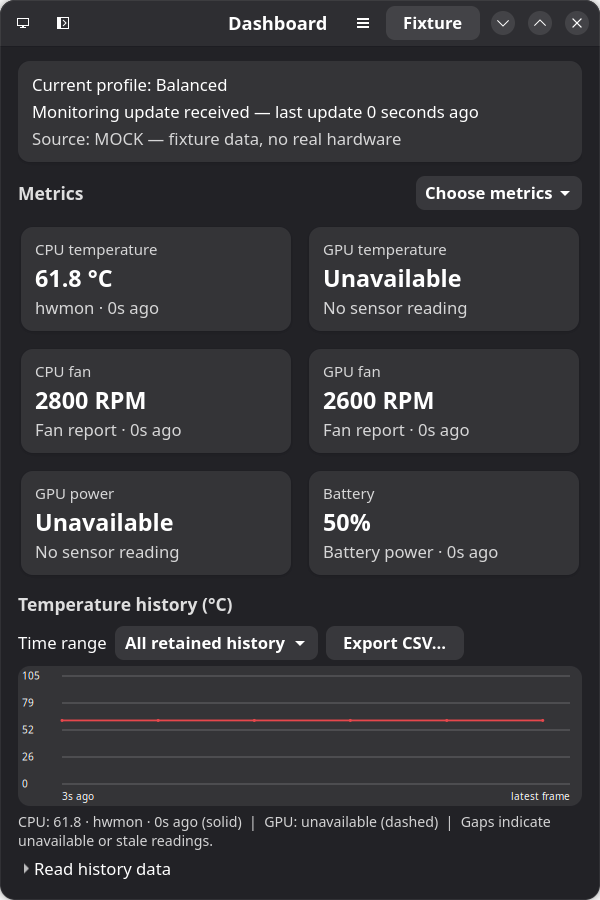 Dashboard
Fixture
Current profile: Balanced
Monitoring update received — last update 0 seconds ago
Source: MOCK — fixture data, no real hardware
Metrics
Choose metrics
CPU temperature
61.8 °C
hwmon · 0s ago
GPU temperature
Unavailable
No sensor reading
CPU fan
2800 RPM
Fan report · 0s ago
GPU fan
2600 RPM
Fan report · 0s ago
GPU power
Unavailable
No sensor reading
Battery
50%
Battery power · 0s ago
Temperature history (°C)
Time range
All retained history
Export CSV...
105
79
52
26
0
3s ago
latest frame
CPU: 61.8 · hwmon · 0s ago (solid) | GPU: unavailable (dashed) | Gaps indicate
unavailable or stale readings.
Read history data